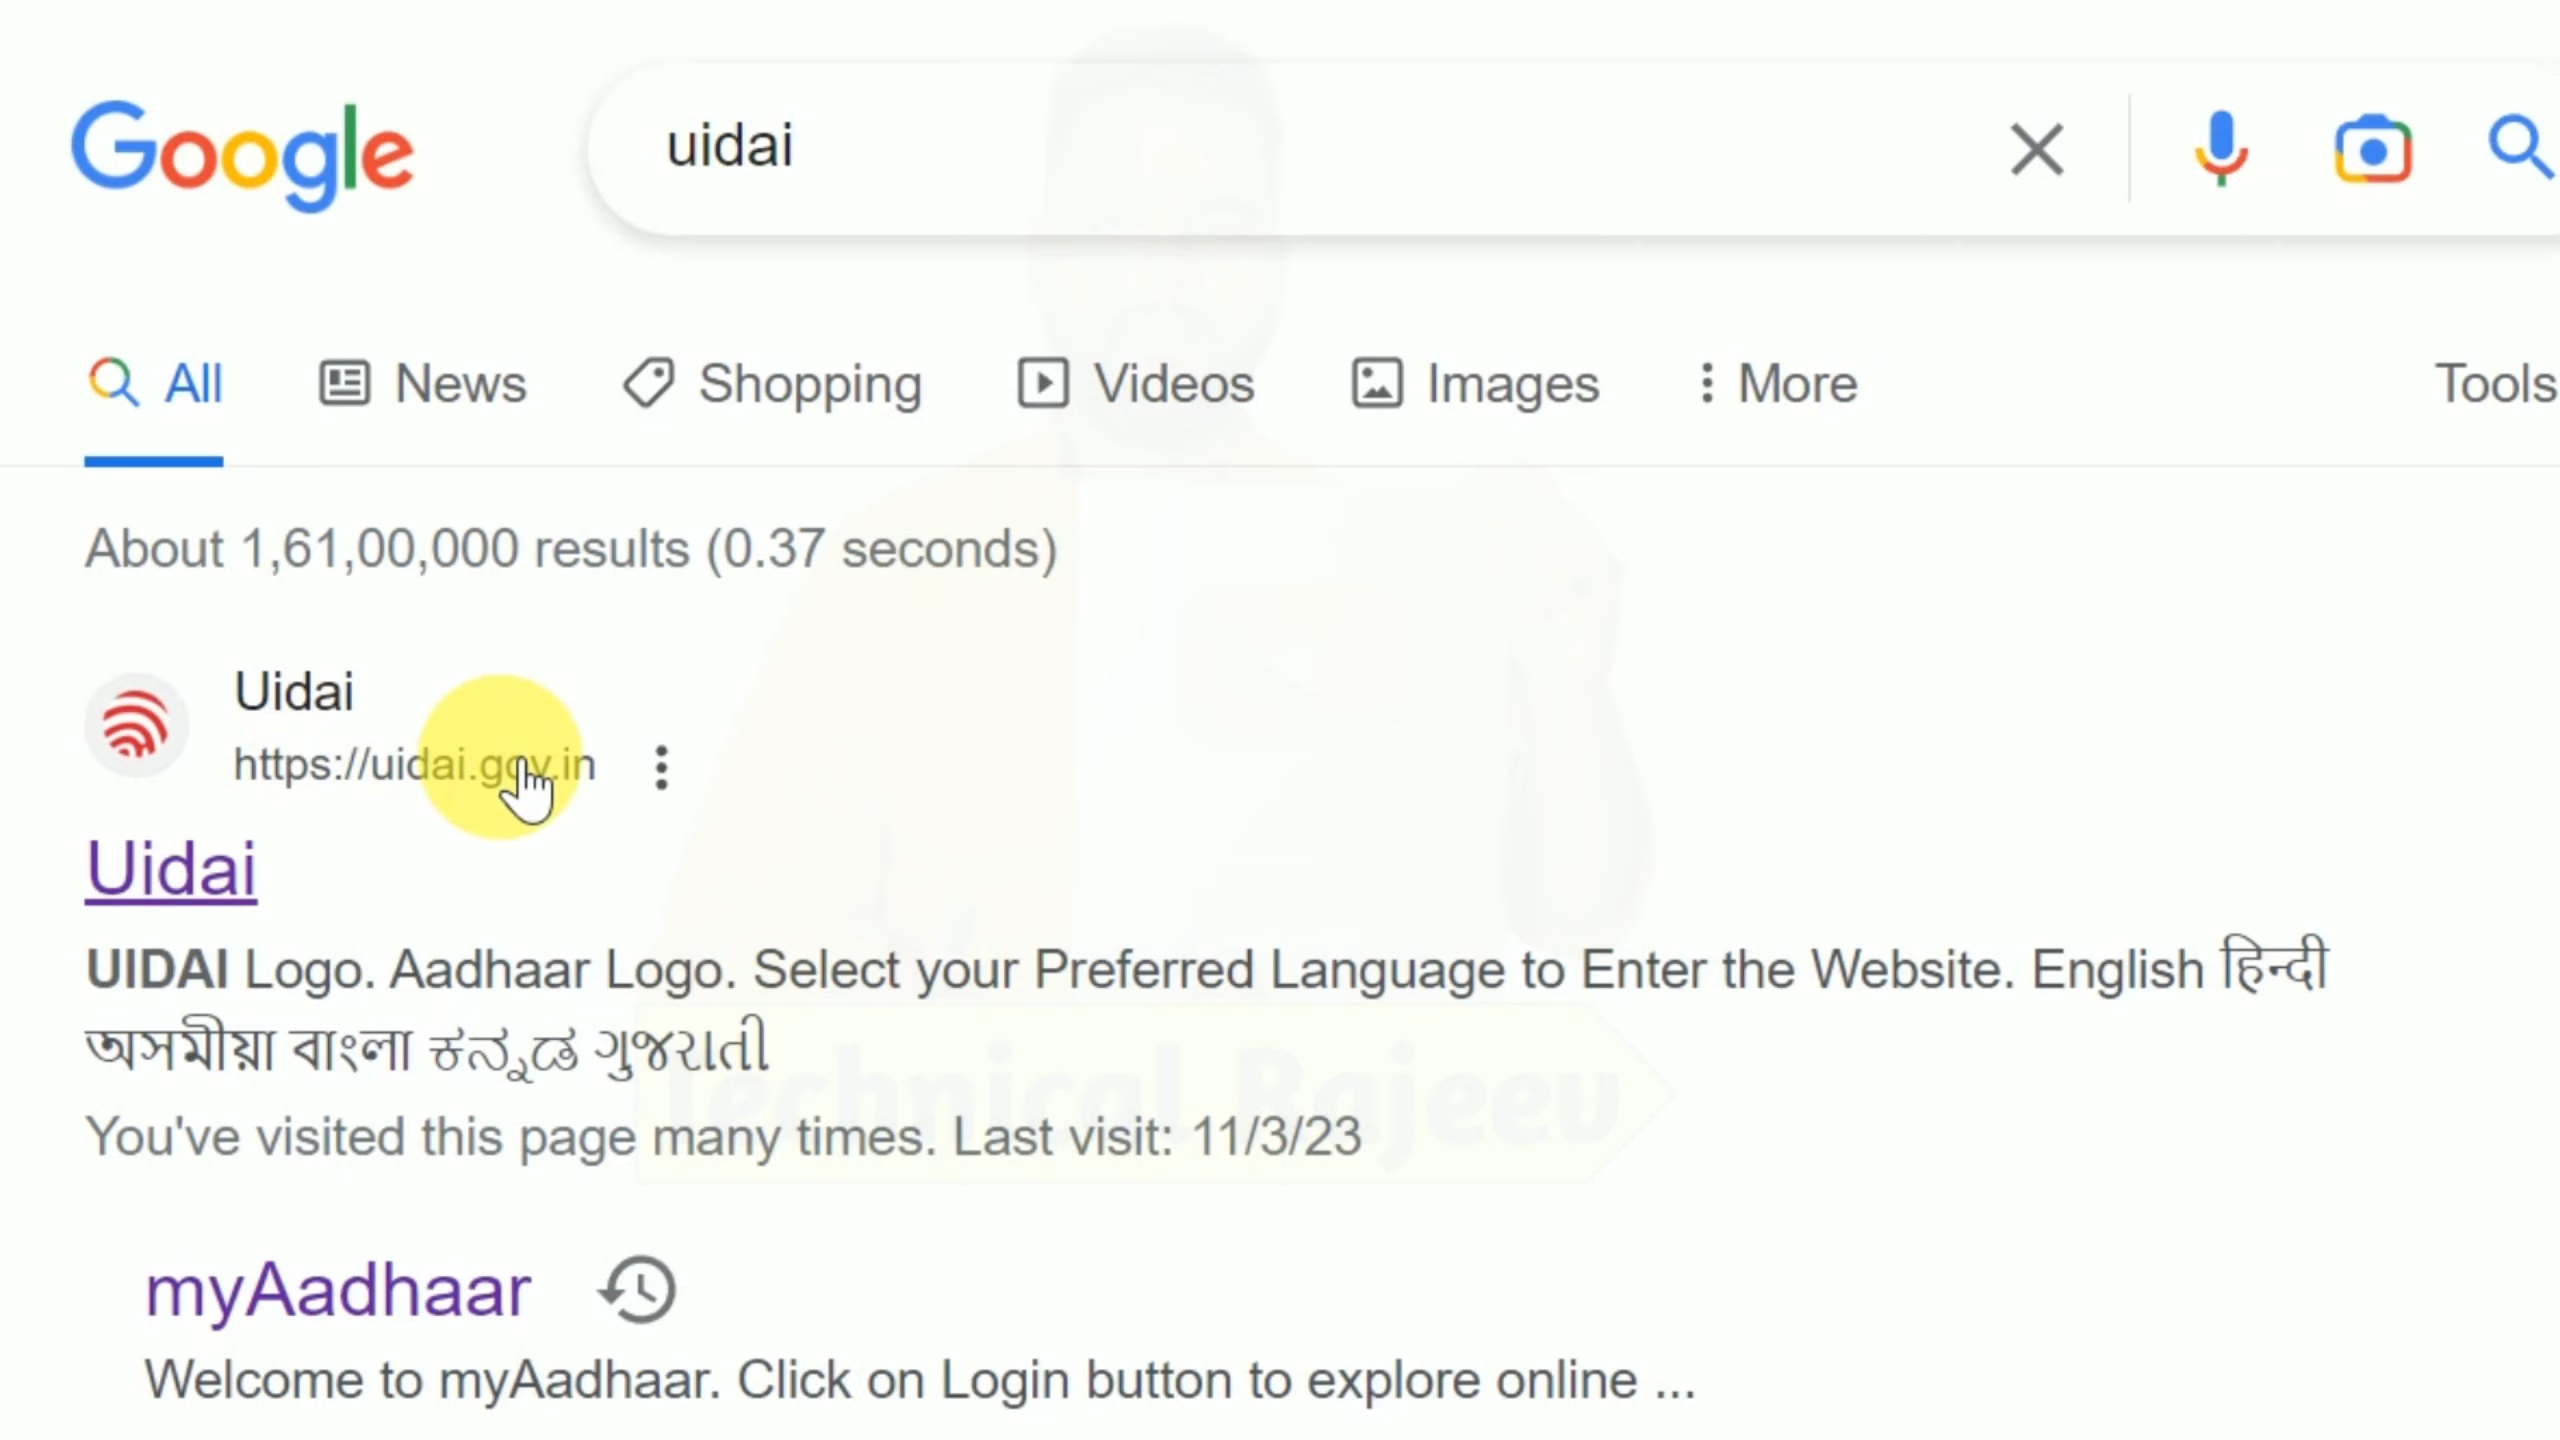 Google
uidai
All
News
Shopping
Videos
Images
More
Tools
About 1,61,00,000 results (0.37 seconds)
Uidai
https://uidai.gov.in
Uidai
UIDAI Logo. Aadhaar Logo. Select your Preferred Language to Enter the Website. English हिन्दी
অসমীয়া বাংলা ಕನ್ನಡ ગુજરાતી
Technical Rajeev
You've visited this page many times. Last visit: 11/3/23
myAadhaar
Welcome to myAadhaar. Click on Login button to explore online ...